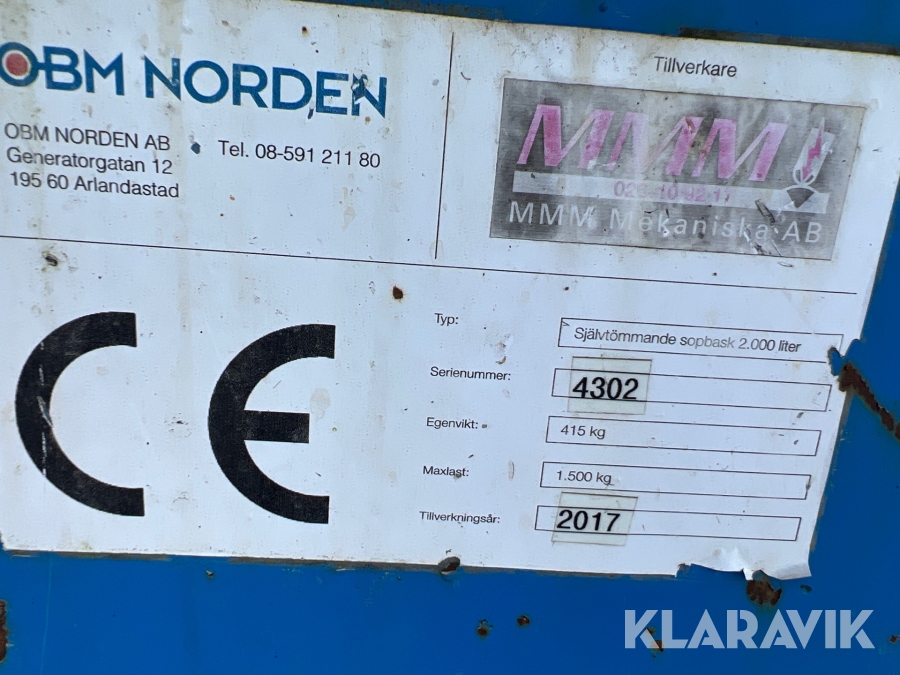 OBM NORDEN
OBM NORDEN AB
Generatorgatan 12
195 60 Arlandastad
Tel. 08-591 211 80
Tillverkare
MMM
MMM Mekaniska AB
CE
Typ: Självtömmande sopbask 2.000 liter
Serienummer: 4302
Egenvikt: 415 kg
Maxlast: 1.500 kg
Tillverkningsår: 2017
KLARAVIK